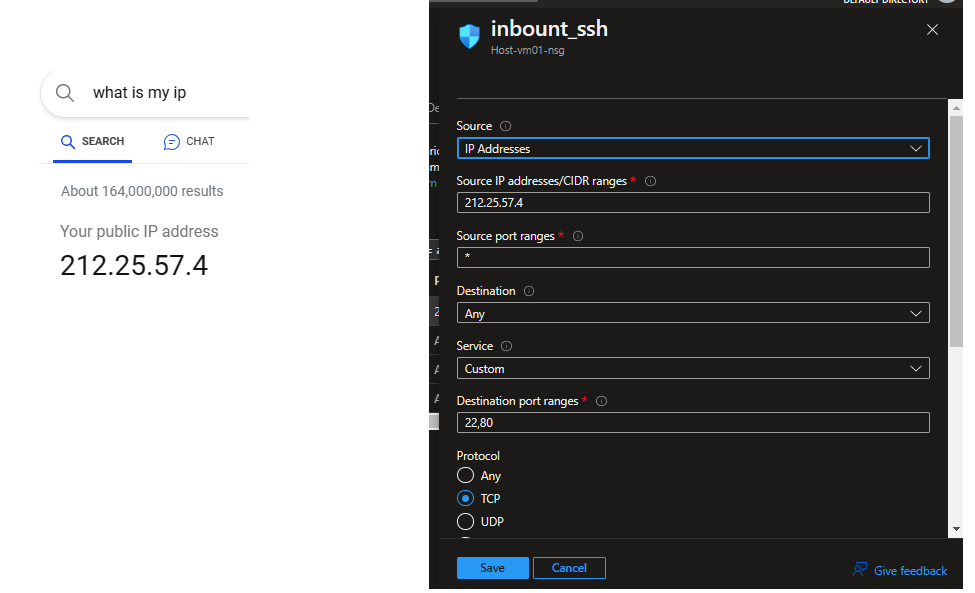 what is my ip
SEARCH
CHAT
About 164,000,000 results
Your public IP address
212.25.57.4
inbount_ssh
Host-vm01-nsg
Source
IP Addresses
Source IP addresses/CIDR ranges *
212.25.57.4
Source port ranges *
*
Destination
Any
Service
Custom
Destination port ranges *
22,80
Protocol
Any
TCP
UDP
Save
Cancel
Give feedback